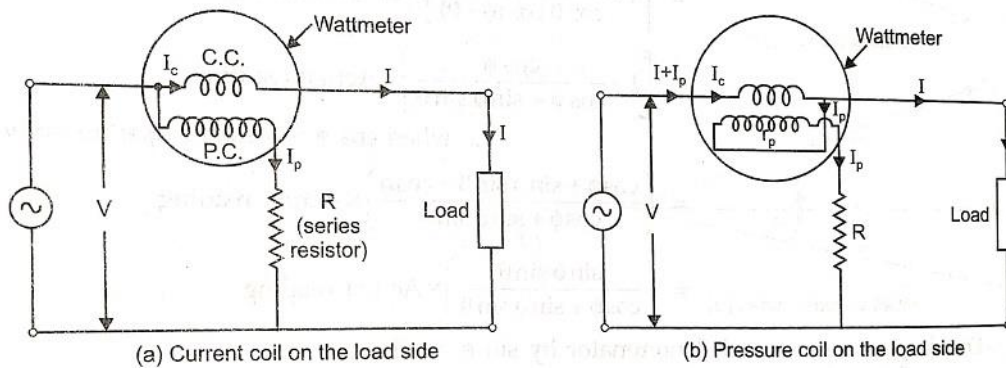 Wattmeter
C.C.
I_c
I
P.C.
I_p
I
V
R
(series
resistor)
Load
(a) Current coil on the load side
Wattmeter
I+I_p
I_c
I
I_p
r_p
I_p
V
R
Load
(b) Pressure coil on the load side